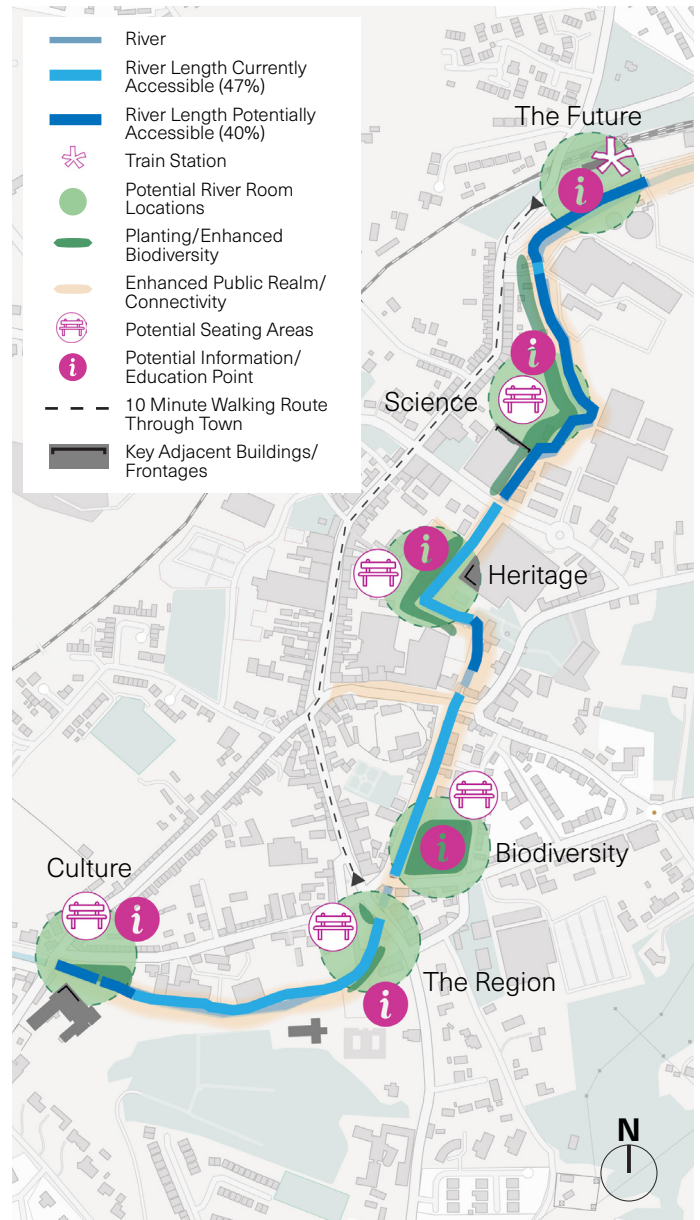 River
River Length Currently
Accessible (47%)
River Length Potentially
Accessible (40%)
Train Station
Potential River Room
Locations
Planting/Enhanced
Biodiversity
Enhanced Public Realm/
Connectivity
Potential Seating Areas
i
Potential Information/
Education Point
10 Minute Walking Route
Through Town
Key Adjacent Buildings/
Frontages
The Future
i
i
Science
i
Heritage
i
Biodiversity
Culture
i
The Region
i
N